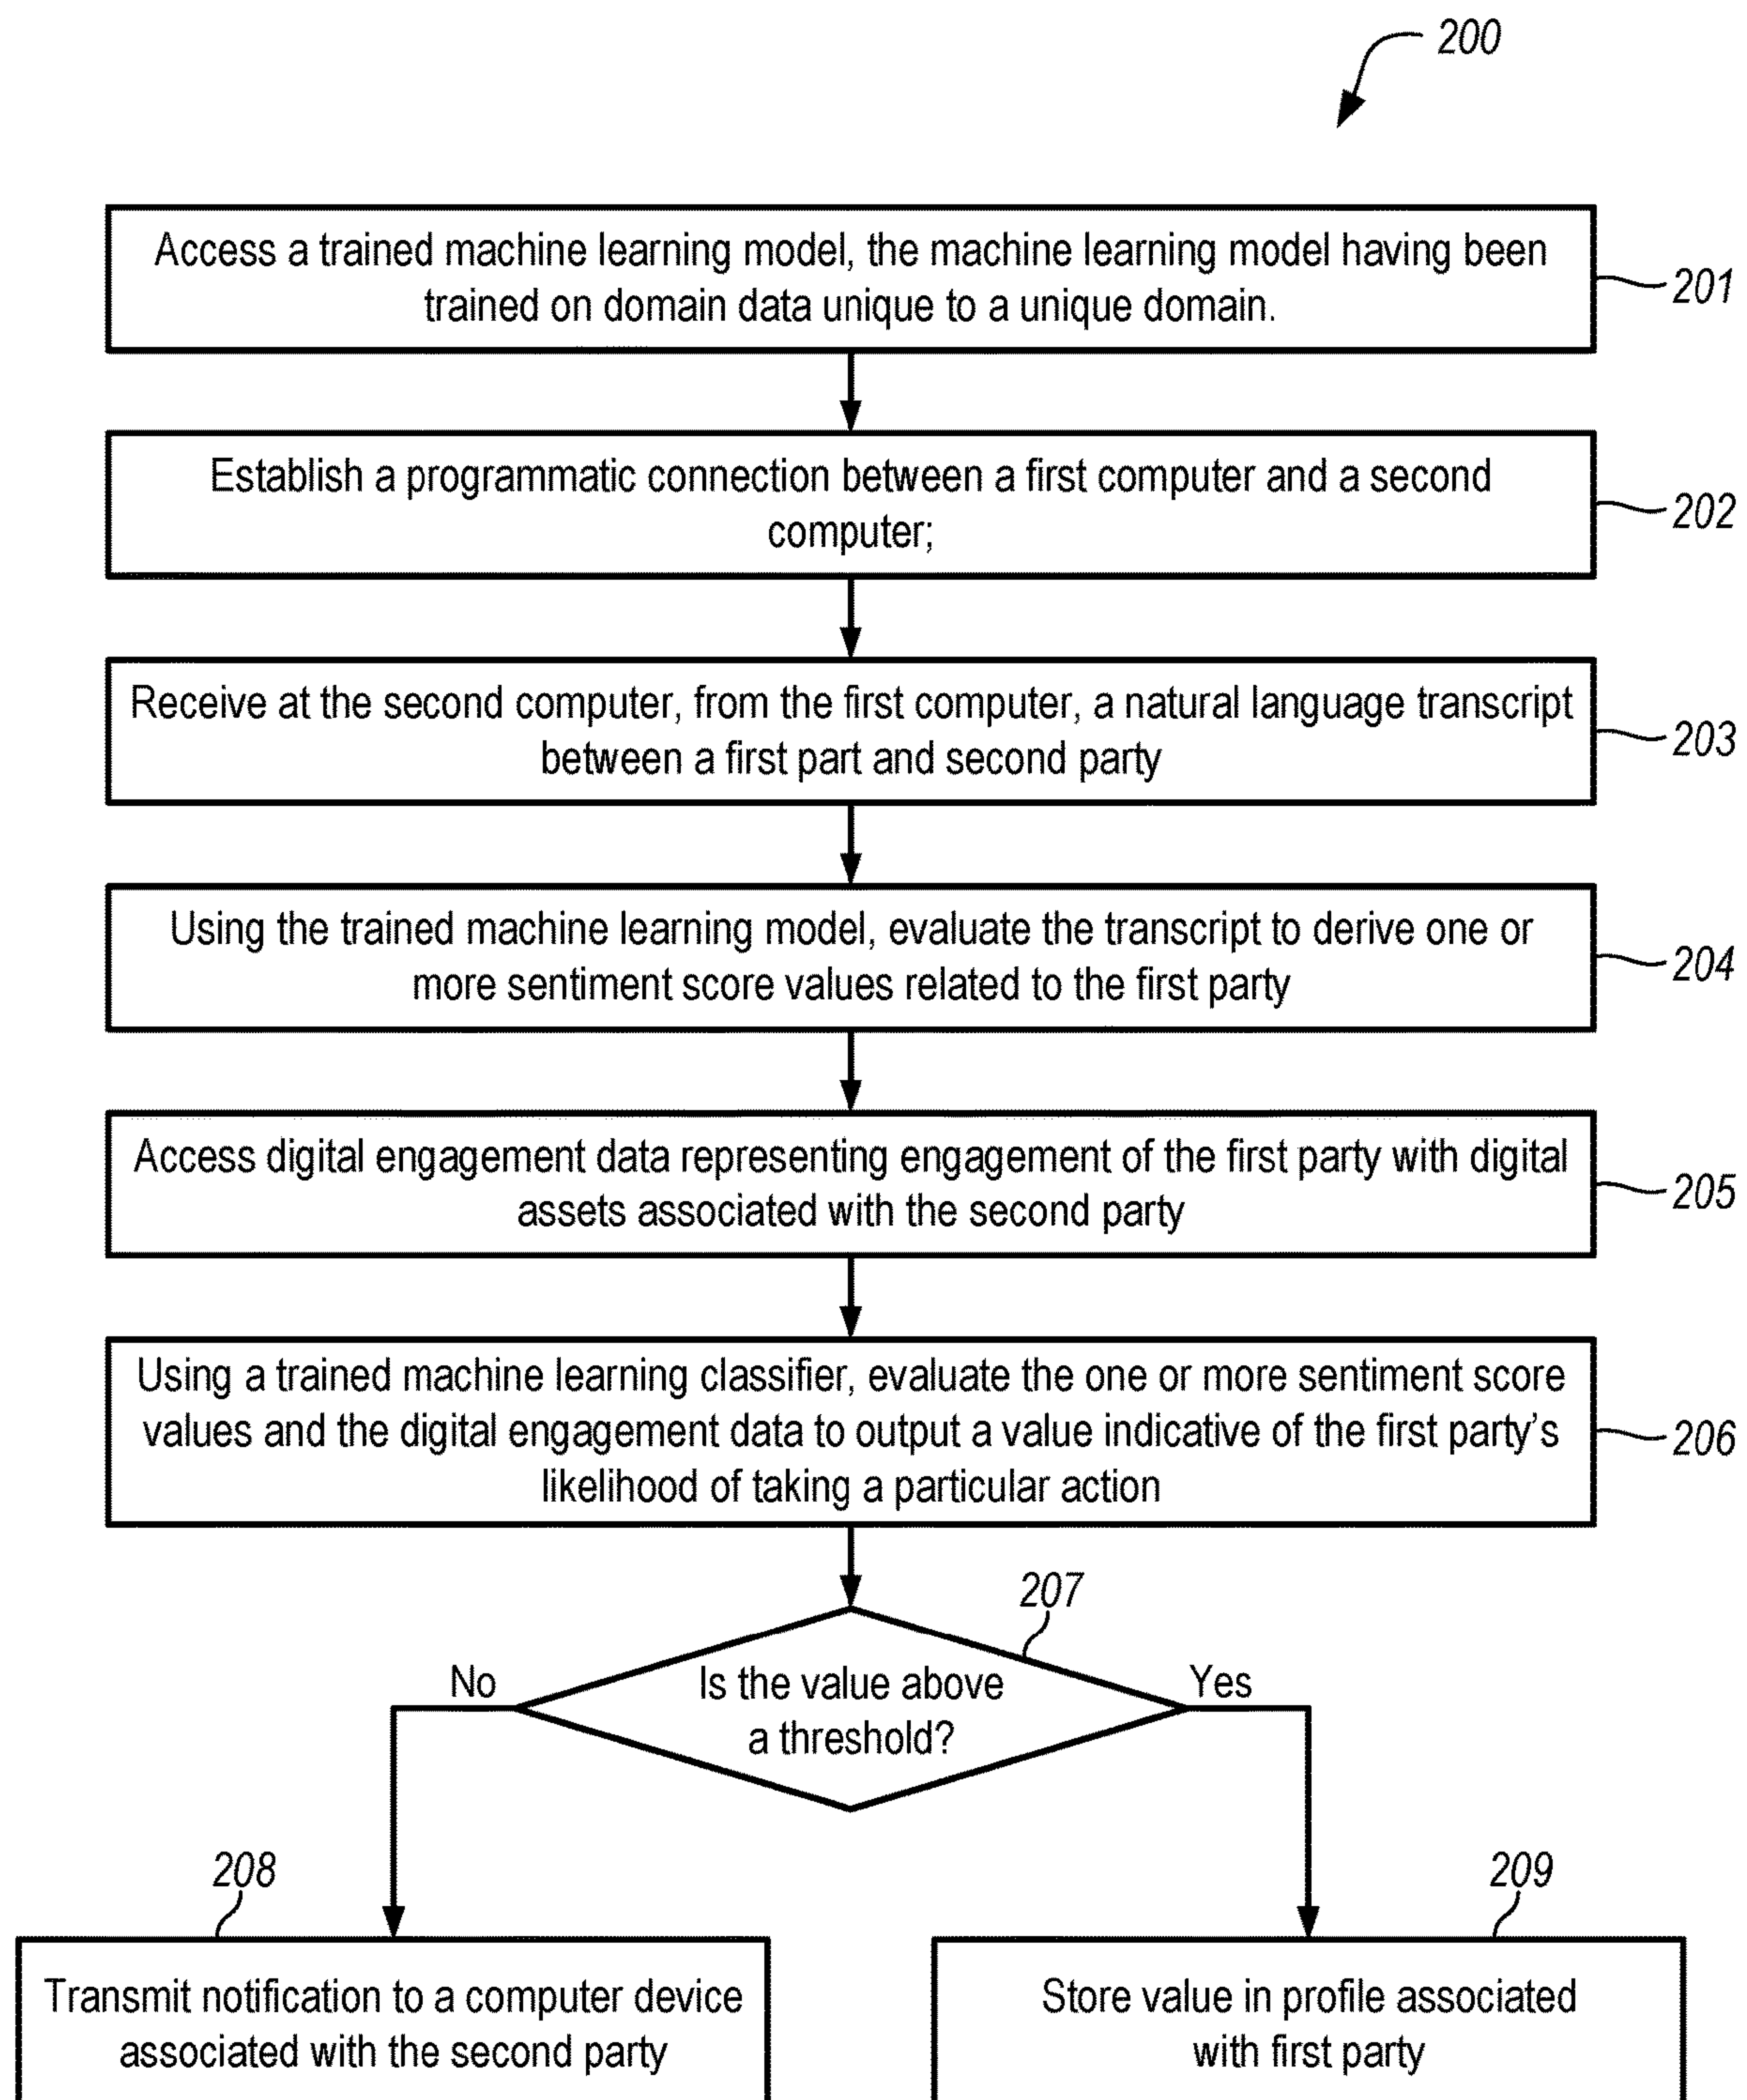 200
Access a trained machine learning model, the machine learning model having been
trained on domain data unique to a unique domain.
201
Establish a programmatic connection between a first computer and a second
computer;
202
Receive at the second computer, from the first computer, a natural language transcript
between a first part and second party
203
Using the trained machine learning model, evaluate the transcript to derive one or
more sentiment score values related to the first party
204
Access digital engagement data representing engagement of the first party with digital
assets associated with the second party
205
Using a trained machine learning classifier, evaluate the one or more sentiment score
values and the digital engagement data to output a value indicative of the first party's
likelihood of taking a particular action
206
207
No
Is the value above
a threshold?
Yes
208
209
Transmit notification to a computer device
associated with the second party
Store value in profile associated
with first party